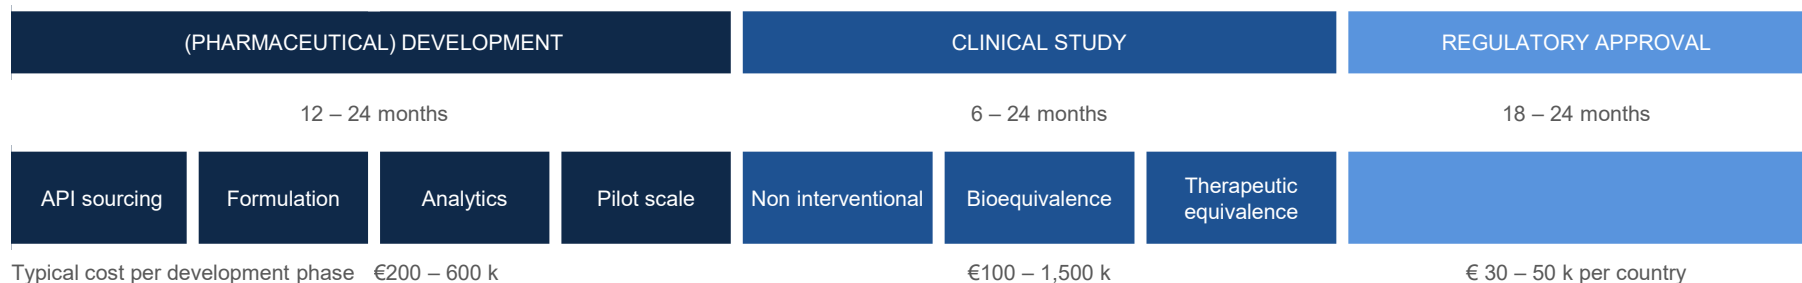 (PHARMACEUTICAL) DEVELOPMENT
CLINICAL STUDY
REGULATORY APPROVAL
12 – 24 months
6 – 24 months
18 – 24 months
API sourcing
Formulation
Analytics
Pilot scale
Non interventional
Bioequivalence
Therapeutic
equivalence
Typical cost per development phase
€200 – 600 k
€100 – 1,500 k
€ 30 – 50 k per country